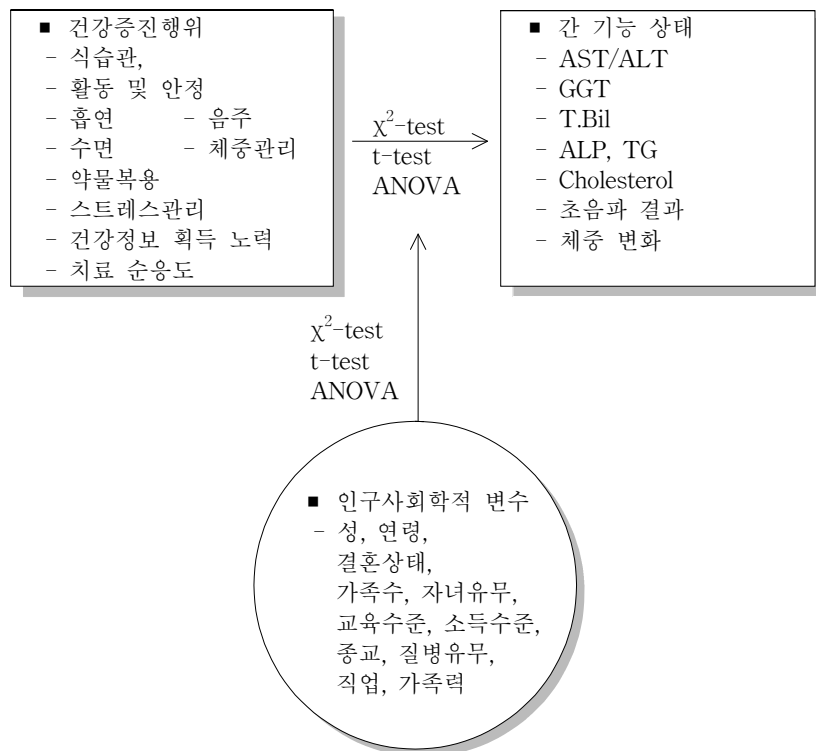 ■ 건강증진행위
- 식습관,
- 활동 및 안정
- 흡연 - 음주
- 수면 - 체중관리
- 약물복용
- 스트레스관리
- 건강정보 획득 노력
- 치료 순응도
χ²-test
t-test
ANOVA
■ 간 기능 상태
- AST/ALT
- GGT
- T.Bil
- ALP, TG
- Cholesterol
- 초음파 결과
- 체중 변화
χ²-test
t-test
ANOVA
■ 인구사회학적 변수
- 성, 연령,
결혼상태,
가족수, 자녀유무,
교육수준, 소득수준,
종교, 질병유무,
직업, 가족력